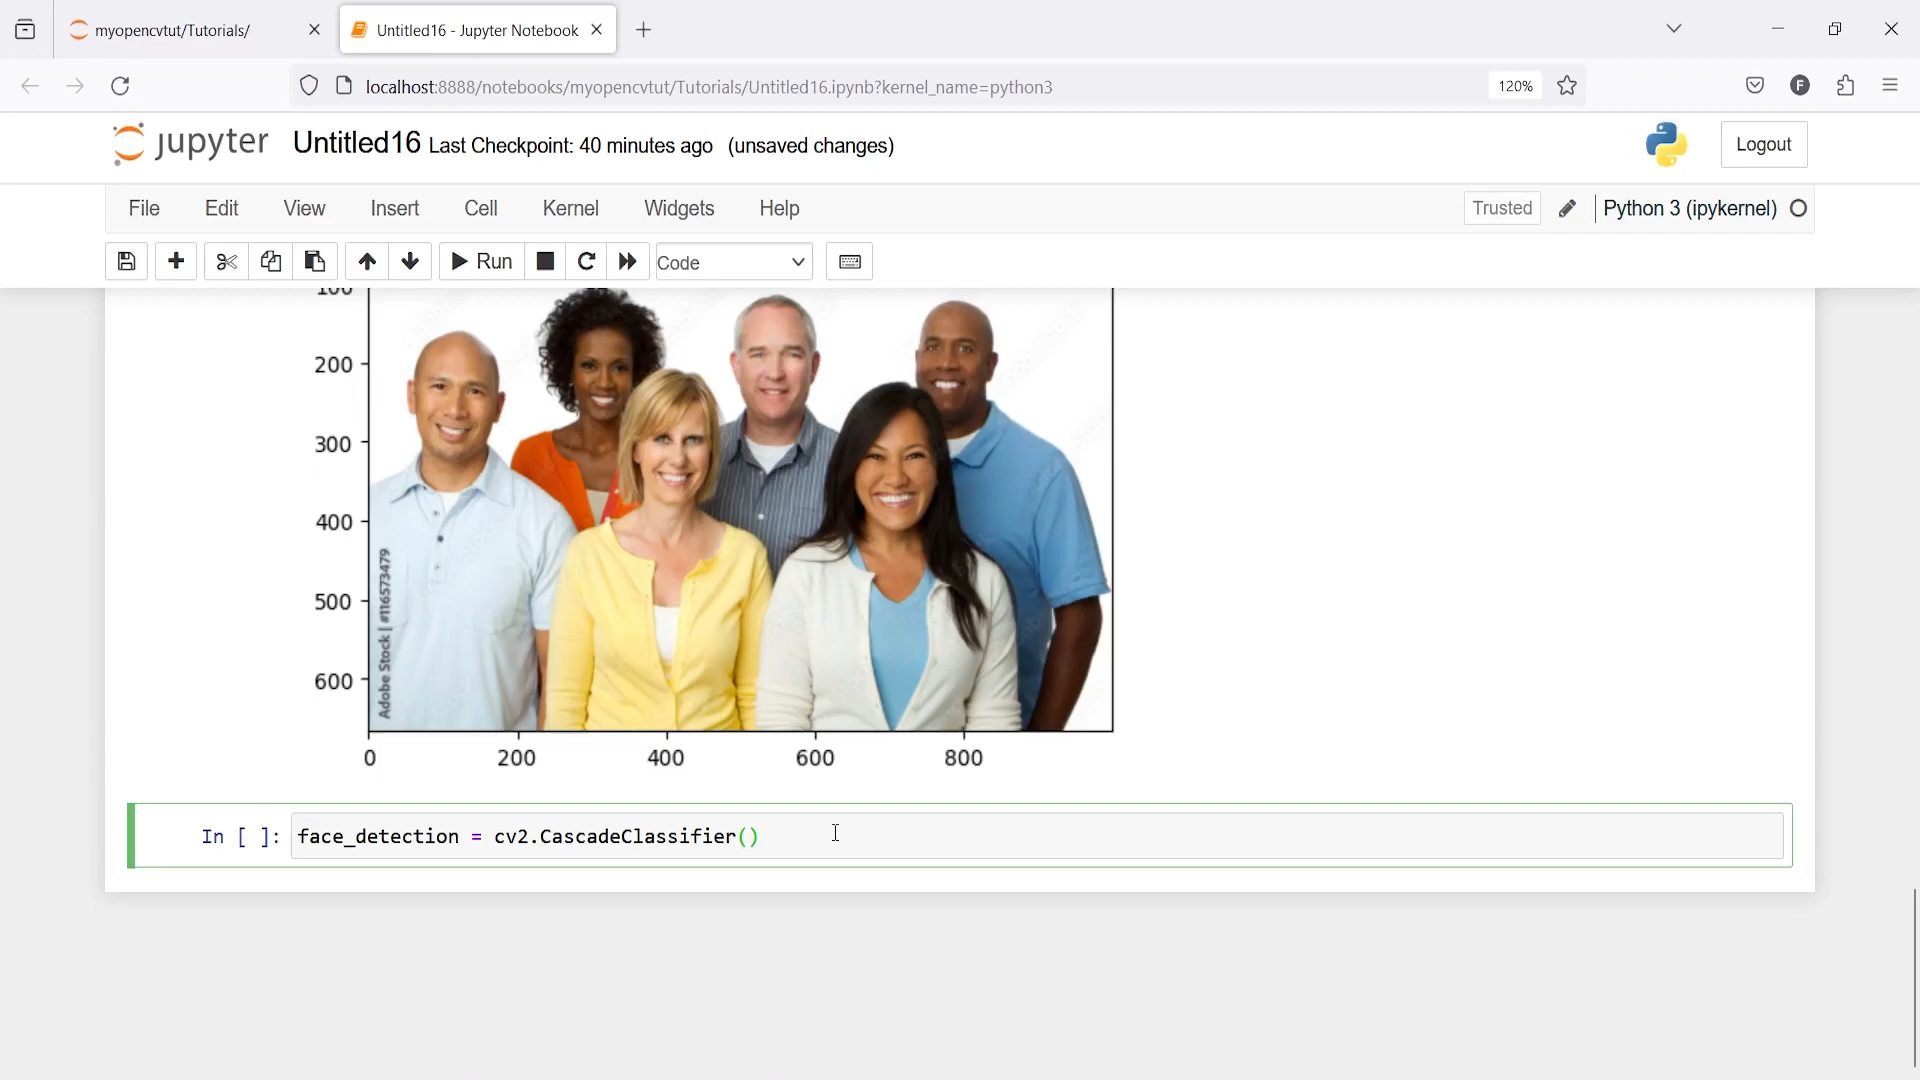 myopencvtut/Tutorials/
Untitled16 - Jupyter Notebook
localhost:8888/notebooks/myopencvtut/Tutorials/Untitled16.ipynb?kernel_name=python3
120%
F
jupyter Untitled16 Last Checkpoint: 40 minutes ago (unsaved changes)
Logout
File Edit View Insert Cell Kernel Widgets Help
Trusted
Python 3 (ipykernel)
Run
Code
100
200
300
400
500
600
Adobe Stock | #116573479
0 200 400 600 800
In [ ]: face_detection = cv2.CascadeClassifier()